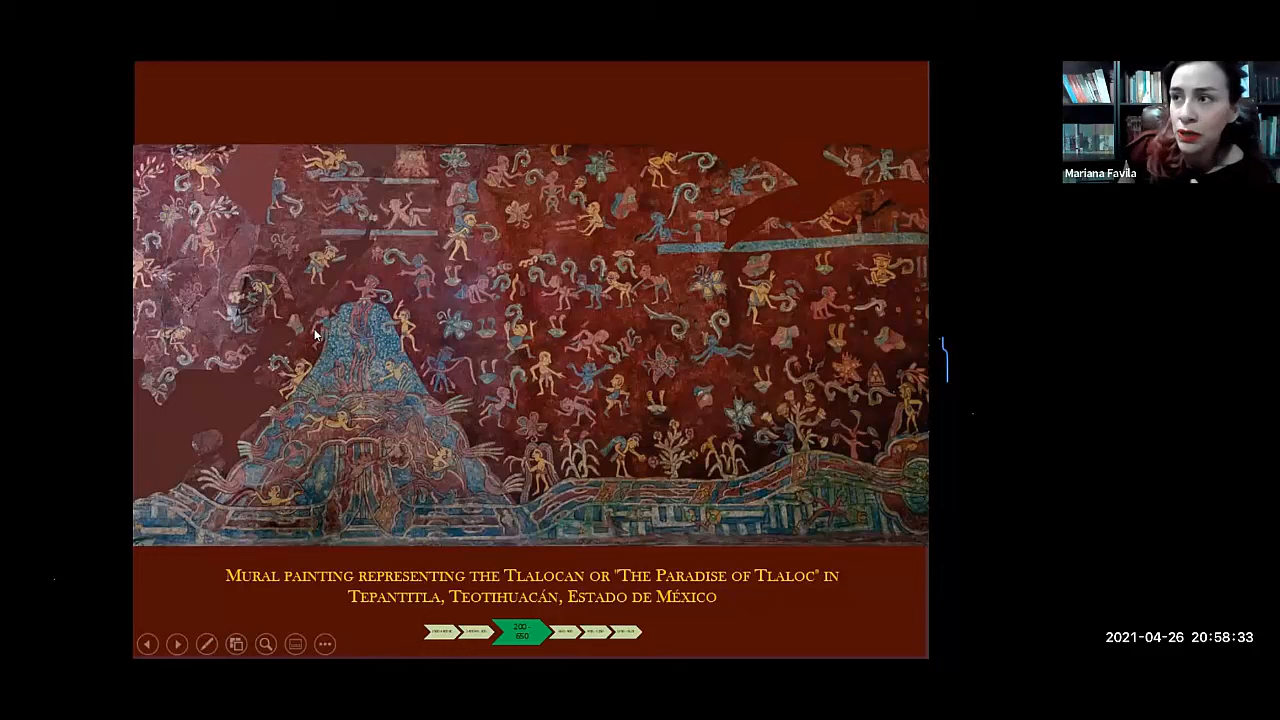 Mariana Favila
MURAL PAINTING REPRESENTING THE TLALOCAN OR "THE PARADISE OF TLALOC" IN
TEPANTITLA, TEOTIHUACÁN, ESTADO DE MÉXICO
200 -
650
2021-04-26 20:58:33